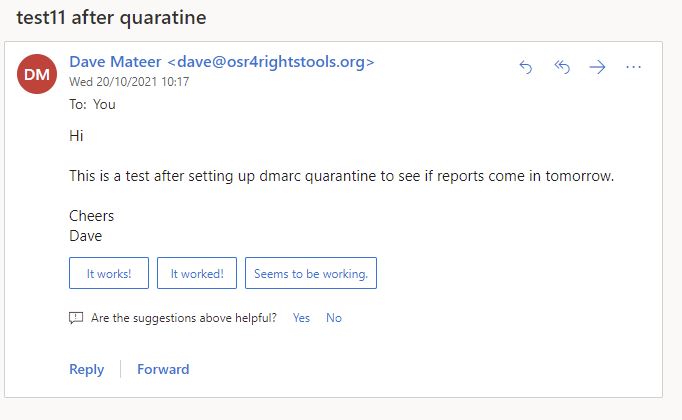 test11 after quaratine
DM
Dave Mateer <dave@osr4rightstools.org>
Wed 20/10/2021 10:17
To: You
Hi
This is a test after setting up dmarc quarantine to see if reports come in tomorrow.
Cheers
Dave
It works! It worked! Seems to be working.
Are the suggestions above helpful? Yes No
Reply Forward